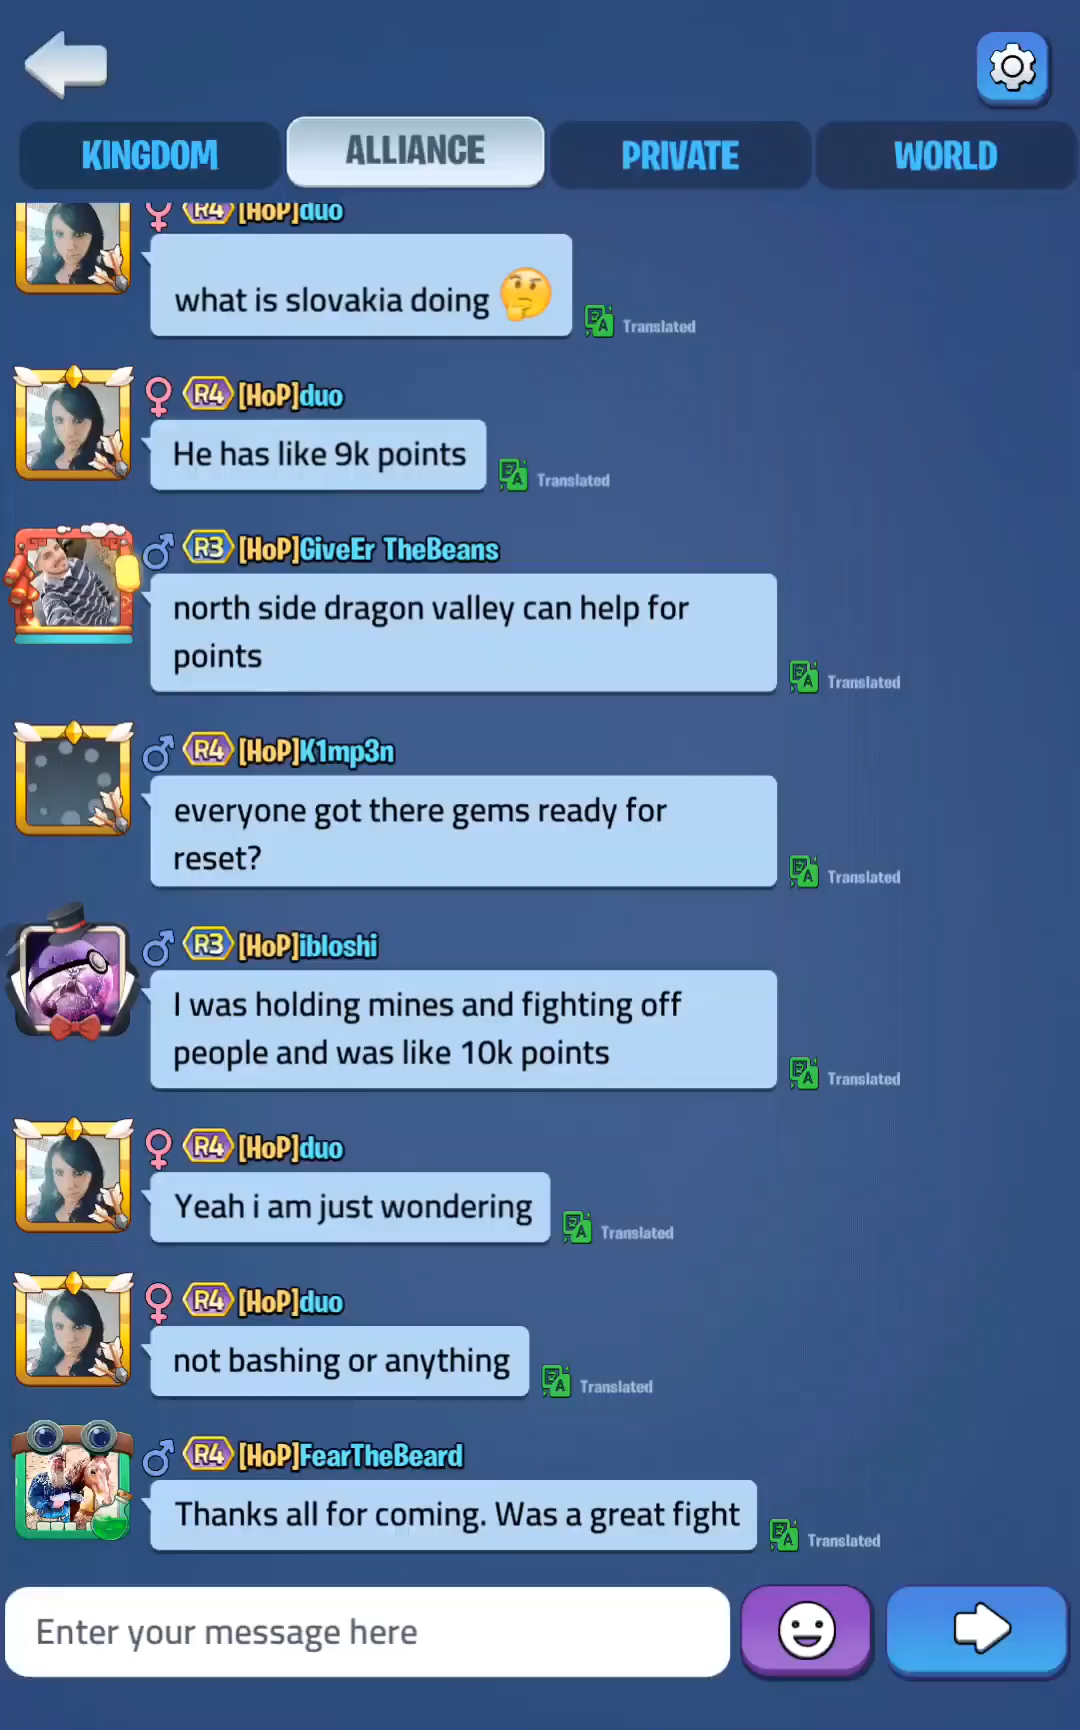 KINGDOM
ALLIANCE
PRIVATE
WORLD
R4 [HoP]duo
what is slovakia doing 🤔
Translated
R4 [HoP]duo
He has like 9k points
Translated
R3 [HoP]GiveEr TheBeans
north side dragon valley can help for
points
Translated
R4 [HoP]K1mp3n
everyone got there gems ready for
reset?
Translated
R3 [HoP]ibloshi
I was holding mines and fighting off
people and was like 10k points
Translated
R4 [HoP]duo
Yeah i am just wondering
Translated
R4 [HoP]duo
not bashing or anything
Translated
R4 [HoP]FearTheBeard
Thanks all for coming. Was a great fight
Translated
Enter your message here